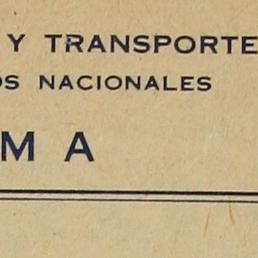 Y TRANSPORTE
OS NACIONALES
M A